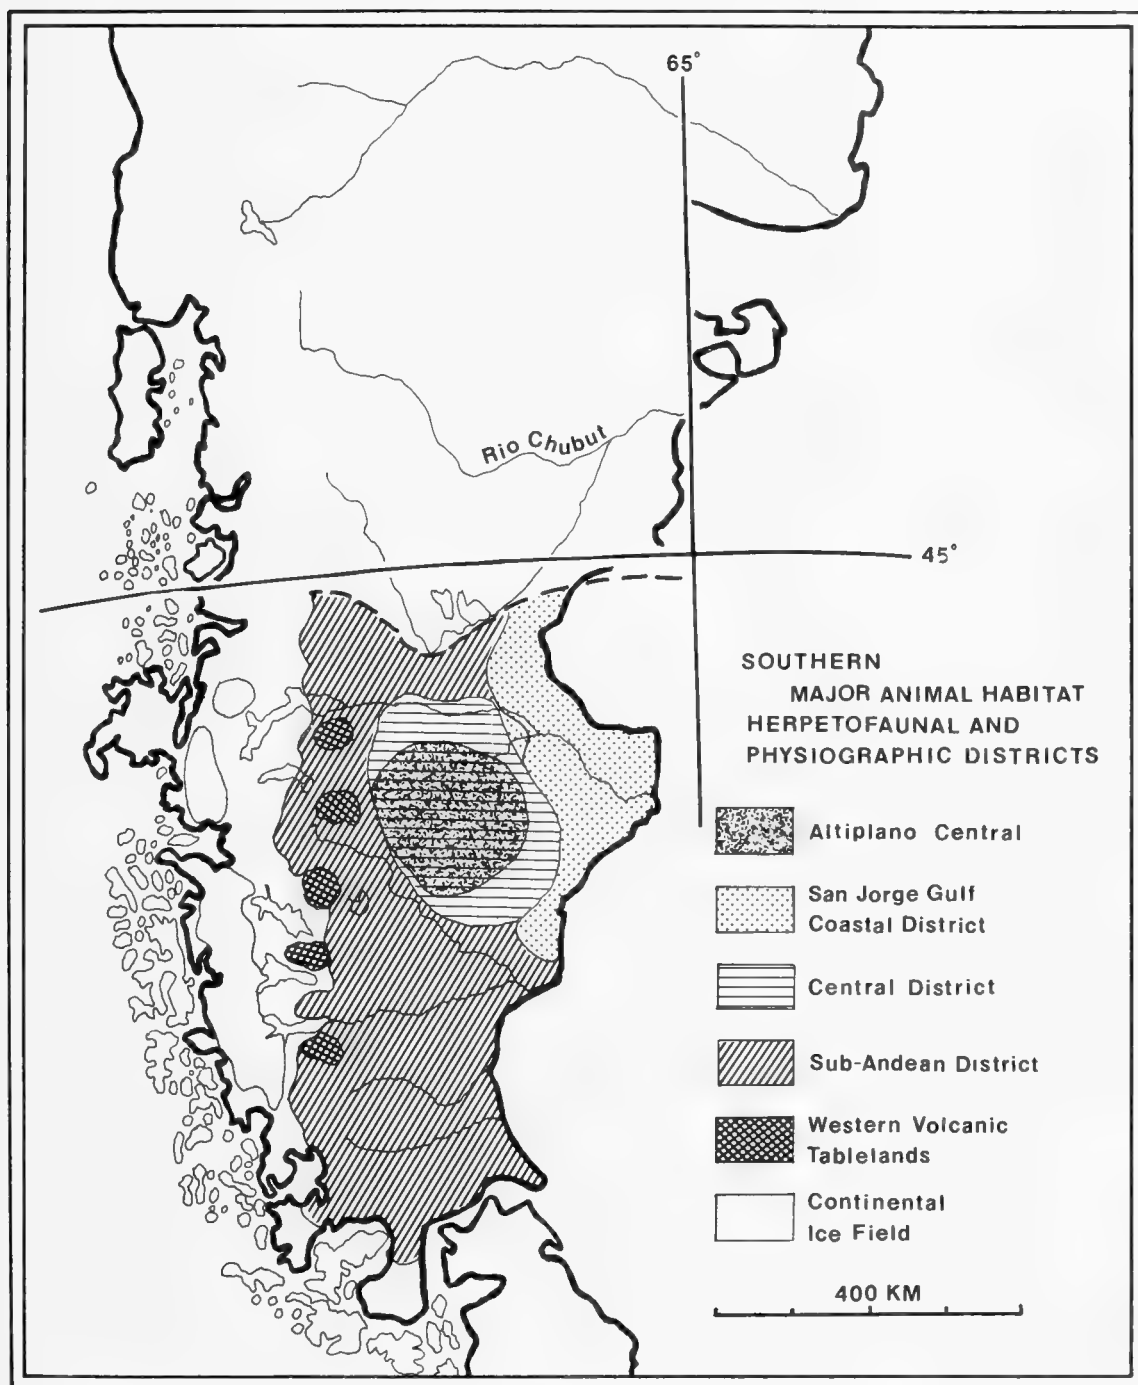 65°
Rio Chubut
45°
SOUTHERN
MAJOR ANIMAL HABITAT
HERPETOFAUNAL AND
PHYSIOGRAPHIC DISTRICTS
Altiplano Central
San Jorge Gulf
Coastal District
Central District
Sub-Andean District
Western Volcanic
Tablelands
Continental
Ice Field
400 KM